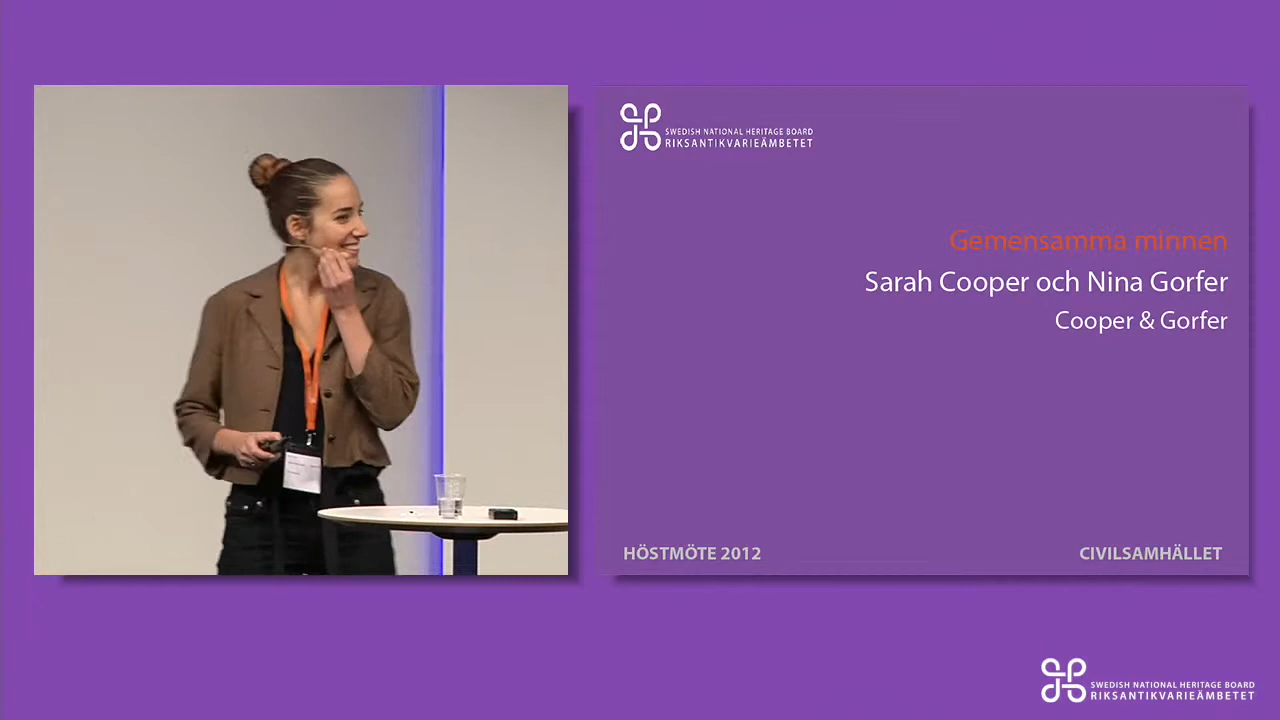 SWEDISH NATIONAL HERITAGE BOARD
RIKSANTIKVARIEÄMBETET
Gemensamma minnen
Sarah Cooper och Nina Gorfer
Cooper & Gorfer
HÖSTMÖTE 2012
CIVILSAMHÄLLET
SWEDISH NATIONAL HERITAGE BOARD
RIKSANTIKVARIEÄMBETET